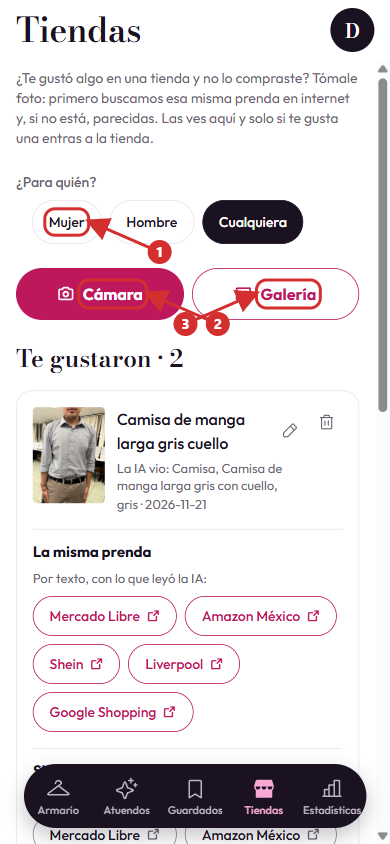 Tiendas
D
¿Te gustó algo en una tienda y no lo compraste? Tómale
foto: primero buscamos esa misma prenda en internet
y, si no está, parecidas. Las ves aquí y solo si te gusta
una entras a la tienda.
¿Para quién?
Mujer
Hombre
Cualquiera
1
Cámara
Galería
3
2
Te gustaron · 2
Camisa de manga
larga gris cuello
La IA vio: Camisa, Camisa de
manga larga gris con cuello,
gris · 2026-11-21
La misma prenda
Por texto, con lo que leyó la IA:
Mercado Libre
Amazon México
Shein
Liverpool
Google Shopping
Armario
Atuendos
Guardados
Tiendas
Estadísticas
Mercado Libre
Amazon México